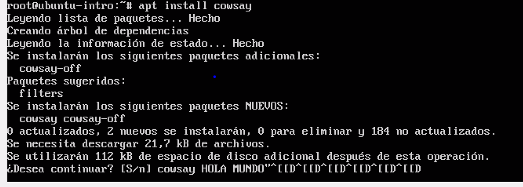 root@ubuntu-intro:~# apt install cowsay
Leyendo lista de paquetes... Hecho
Creando árbol de dependencias
Leyendo la información de estado... Hecho
Se instalarán los siguientes paquetes adicionales:
  cowsay-off
Paquetes sugeridos:
  filters
Se instalarán los siguientes paquetes NUEVOS:
  cowsay cowsay-off
0 actualizados, 2 nuevos se instalarán, 0 para eliminar y 184 no actualizados.
Se necesita descargar 21,7 kB de archivos.
Se utilizarán 112 kB de espacio de disco adicional después de esta operación.
¿Desea continuar? [S/n] cowsay HOLA MUNDO"^[[D^[[D^[[D^[[D^[[D^[[D^[[D